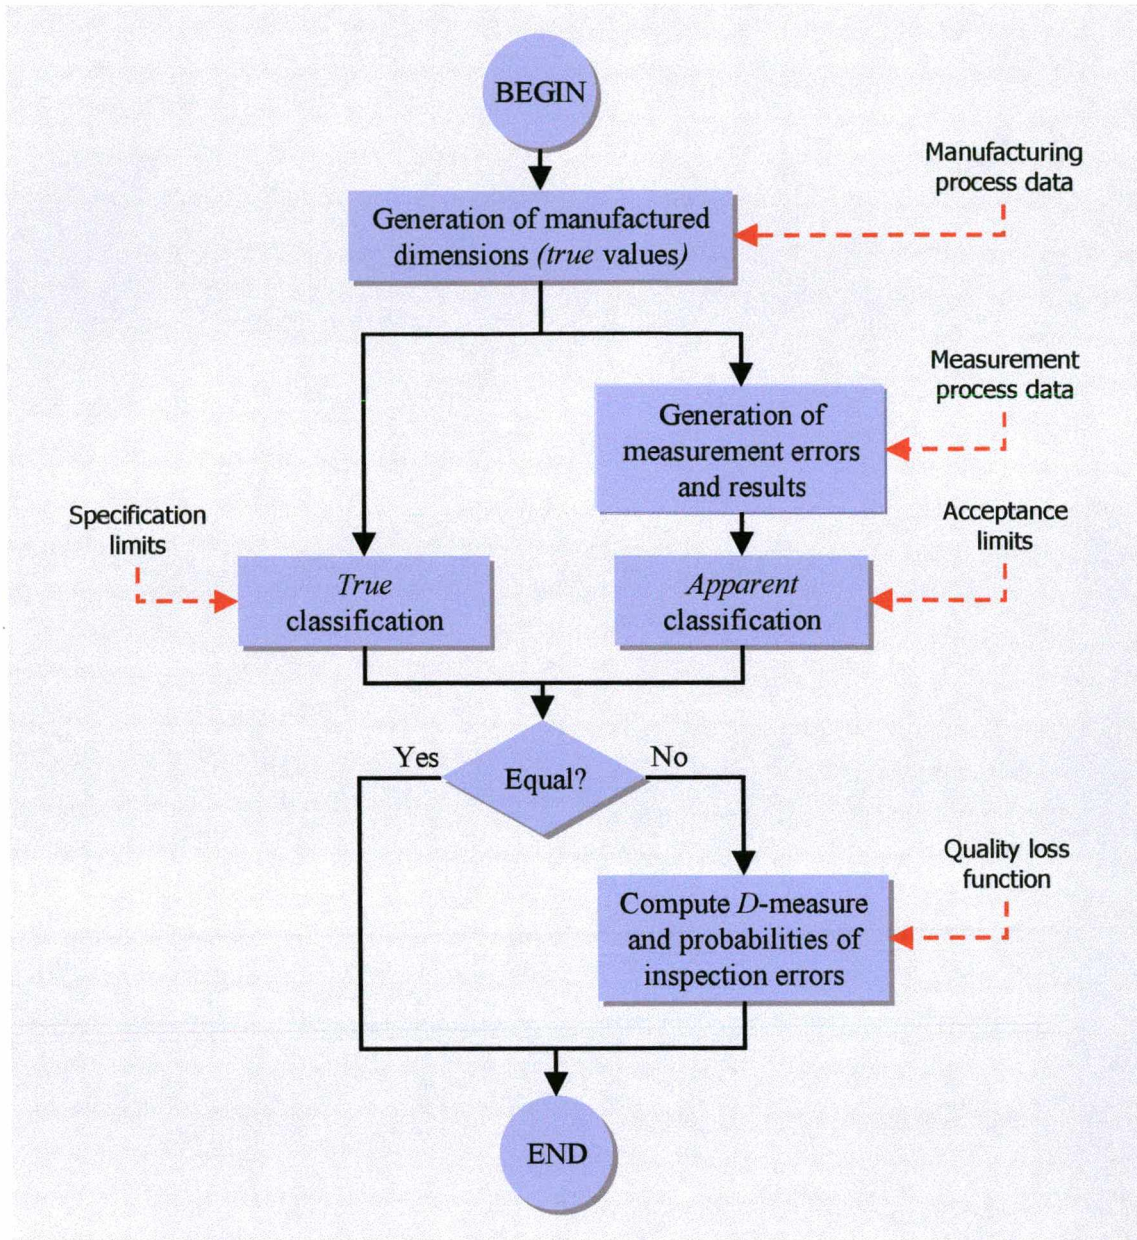 BEGIN
Manufacturing
process data
Generation of manufactured
dimensions (true values)
Measurement
process data
Generation of
measurement errors
and results
Specification
limits
Acceptance
limits
True
classification
Apparent
classification
Yes
Equal?
No
Quality loss
function
Compute D-measure
and probabilities of
inspection errors
END